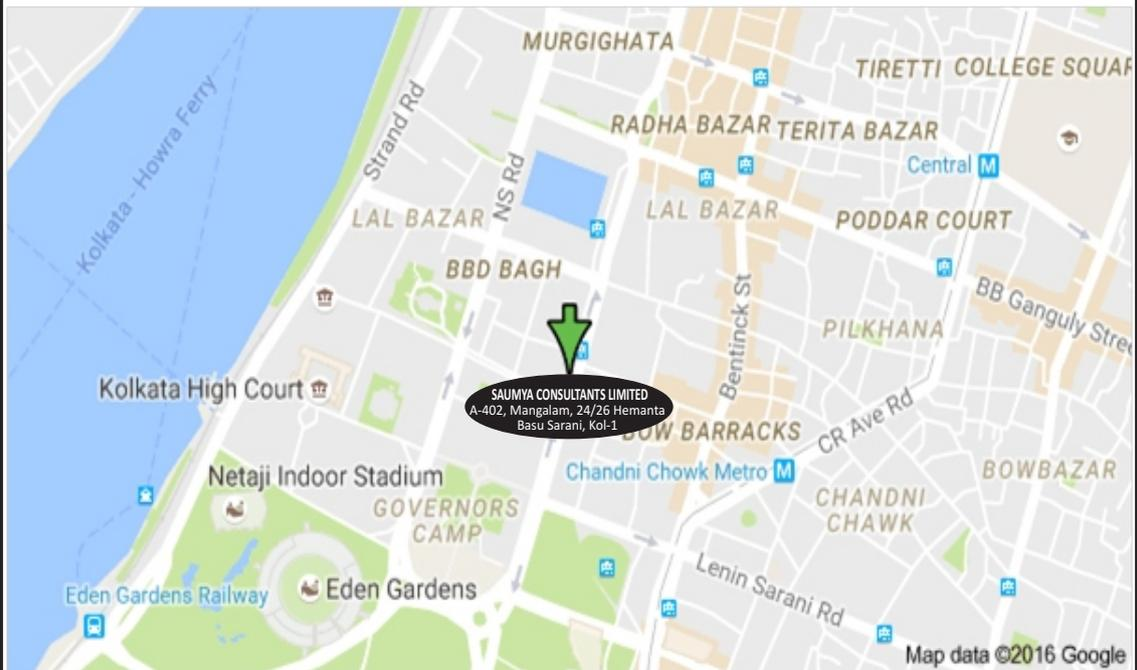 MURGIGHATA
TIRETTI COLLEGE SQUAR
Strand Rd
RADHA BAZAR
TERITA BAZAR
Kolkata - Howra Ferry
NS Rd
Central M
LAL BAZAR
LAL BAZAR
PODDAR COURT
BBD BAGH
BB Ganguly Stree
Bentinck St
PILKHANA
Kolkata High Court
SAUMYA CONSULTANTS LIMITED
A-402, Mangalam, 24/26 Hemanta
Basu Sarani, Kol-1
BOW BARRACKS
CR Ave Rd
Chandni Chowk Metro M
BOWBAZAR
Netaji Indoor Stadium
GOVERNORS
CAMP
CHANDNI
CHAWK
Lenin Sarani Rd
Eden Gardens
Eden Gardens Railway
Map data ©2016 Google